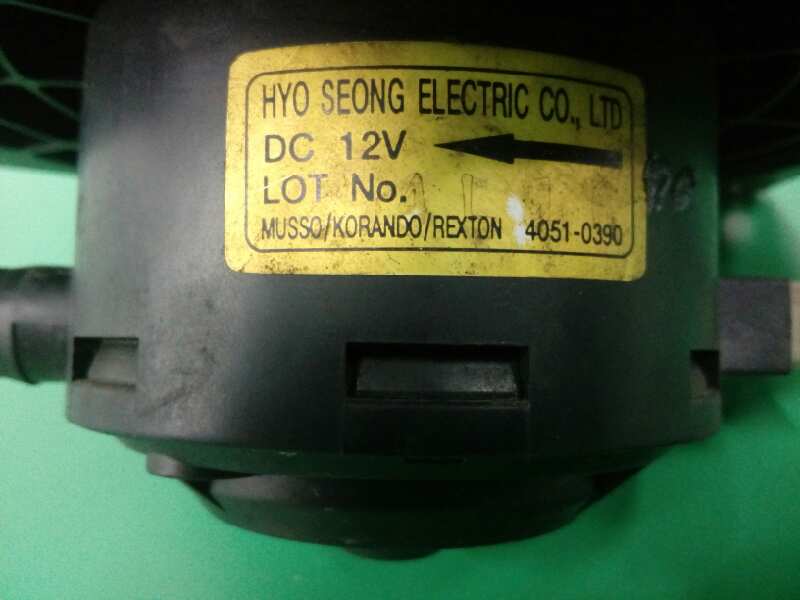 HYO SEONG ELECTRIC CO., LTD
DC 12V
LOT No.
MUSSO/KORANDO/REXTON 4051-0390